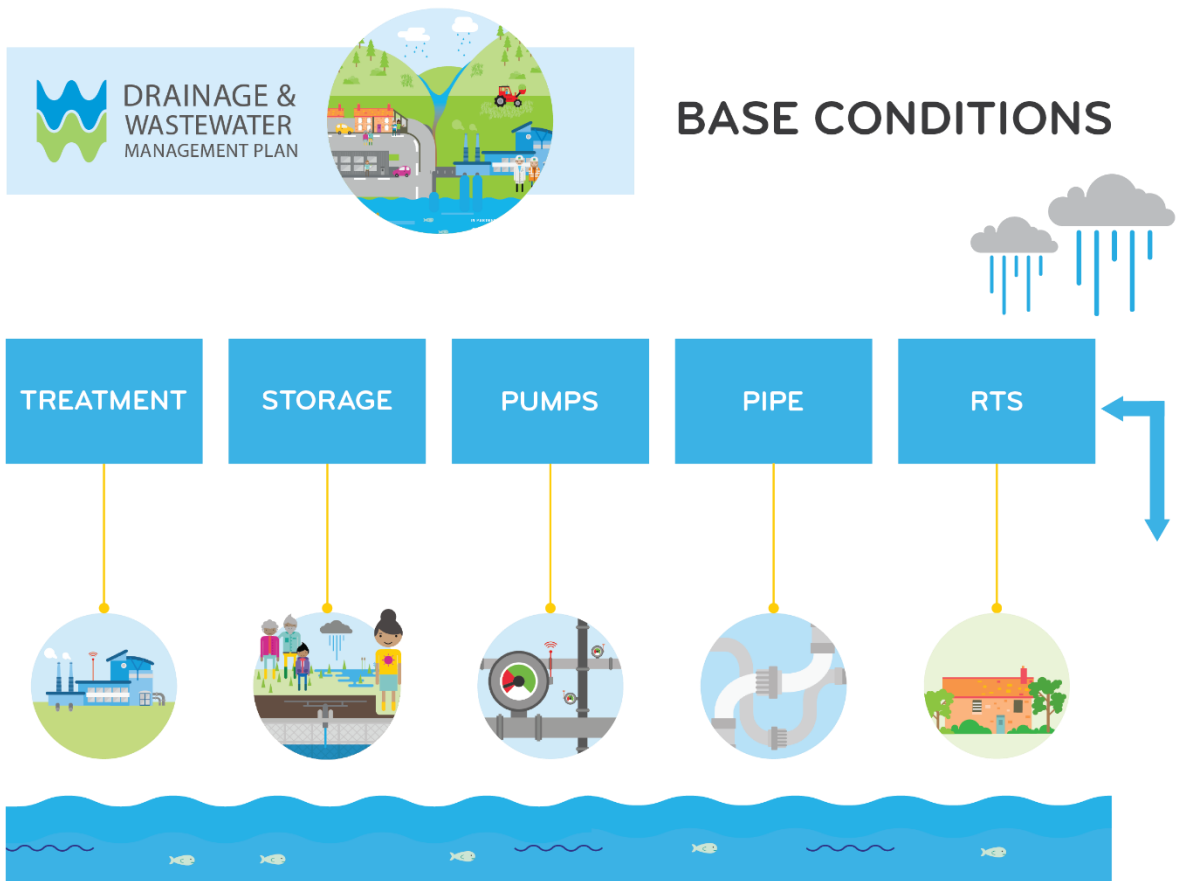 DRAINAGE &
WASTEWATER
MANAGEMENT PLAN
BASE CONDITIONS
TREATMENT
STORAGE
PUMPS
PIPE
RTS